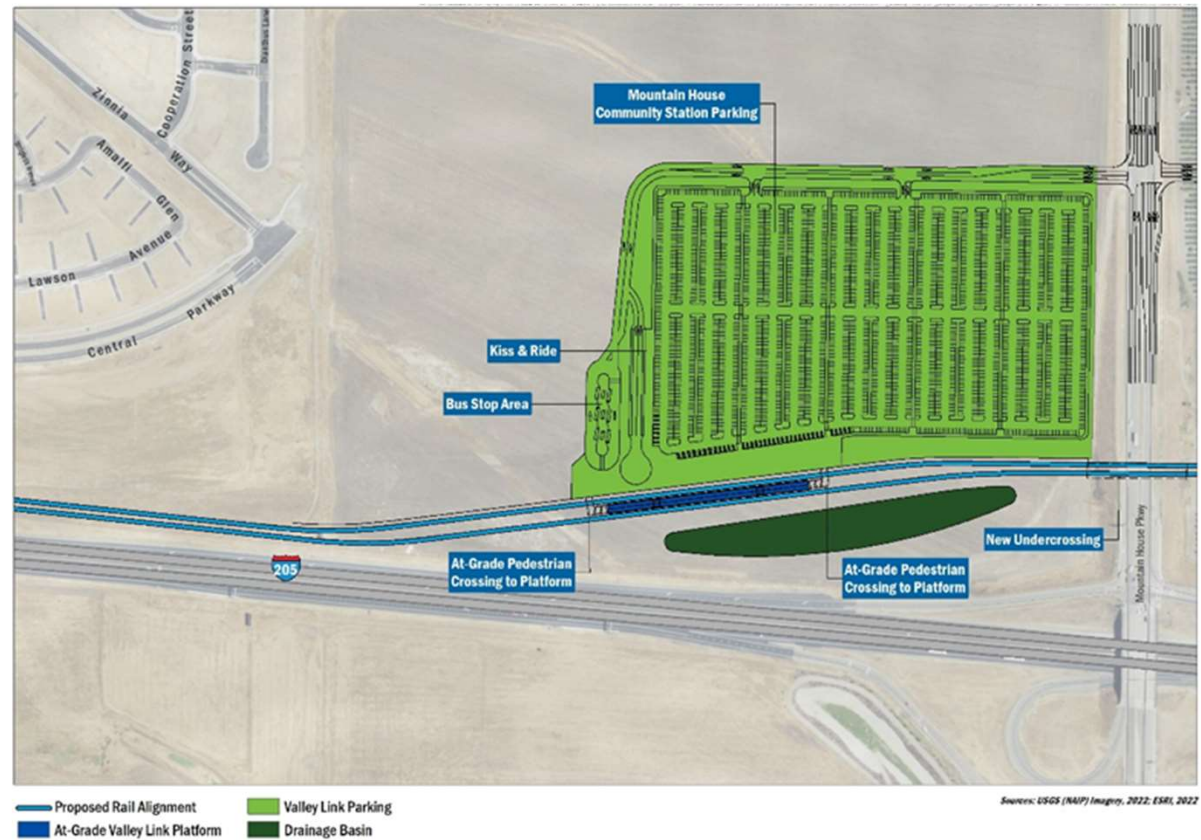 Zinnia
Way
Cooperation Street
Amalfi
Glen
Lawson
Avenue
Central
Parkway
Mountain House
Community Station Parking
Kiss & Ride
Bus Stop Area
At-Grade Pedestrian
Crossing to Platform
At-Grade Pedestrian
Crossing to Platform
New Undercrossing
Mountain House Pkwy
205
Proposed Rail Alignment
At-Grade Valley Link Platform
Valley Link Parking
Drainage Basin
Sources: USGS (NAIP) Imagery, 2022; ESRI, 2022